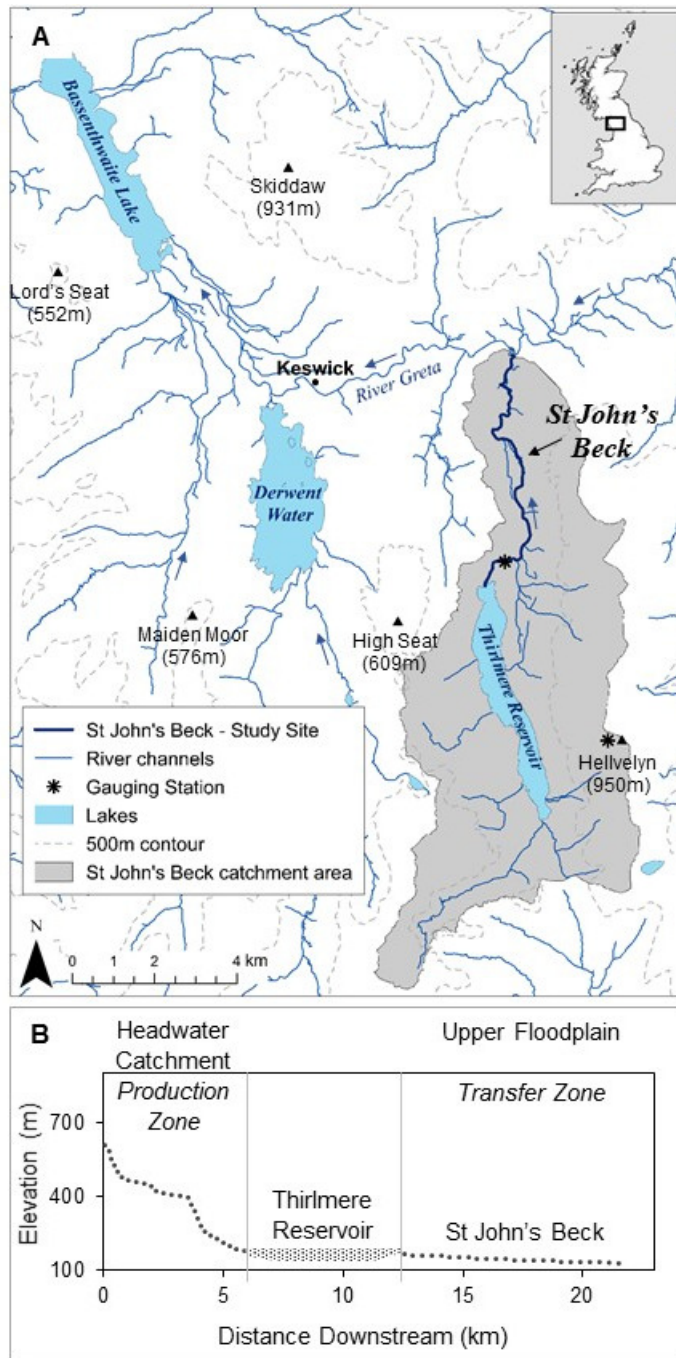 A
Bassenthwaite Lake
Skiddaw
(931m)
Lord's Seat
(552m)
Keswick
River Greta
St John's
Beck
Derwent
Water
Maiden Moor
(576m)
High Seat
(609m)
Thirlmere Reservoir
Hellvelyn
(950m)
St John's Beck - Study Site
River channels
Gauging Station
Lakes
500m contour
St John's Beck catchment area
N
0 1 2 4 km
B
Headwater
Catchment
Production
Zone
Upper Floodplain
Transfer Zone
Thirlmere
Reservoir
St John's Beck
Elevation (m)
700
400
100
0 5 10 15 20
Distance Downstream (km)